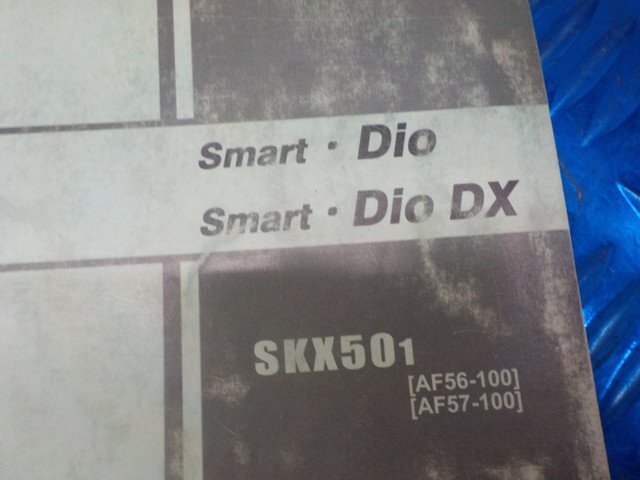 Smart・Dio
Smart・Dio DX
SKX501
[AF56-100]
[AF57-100]